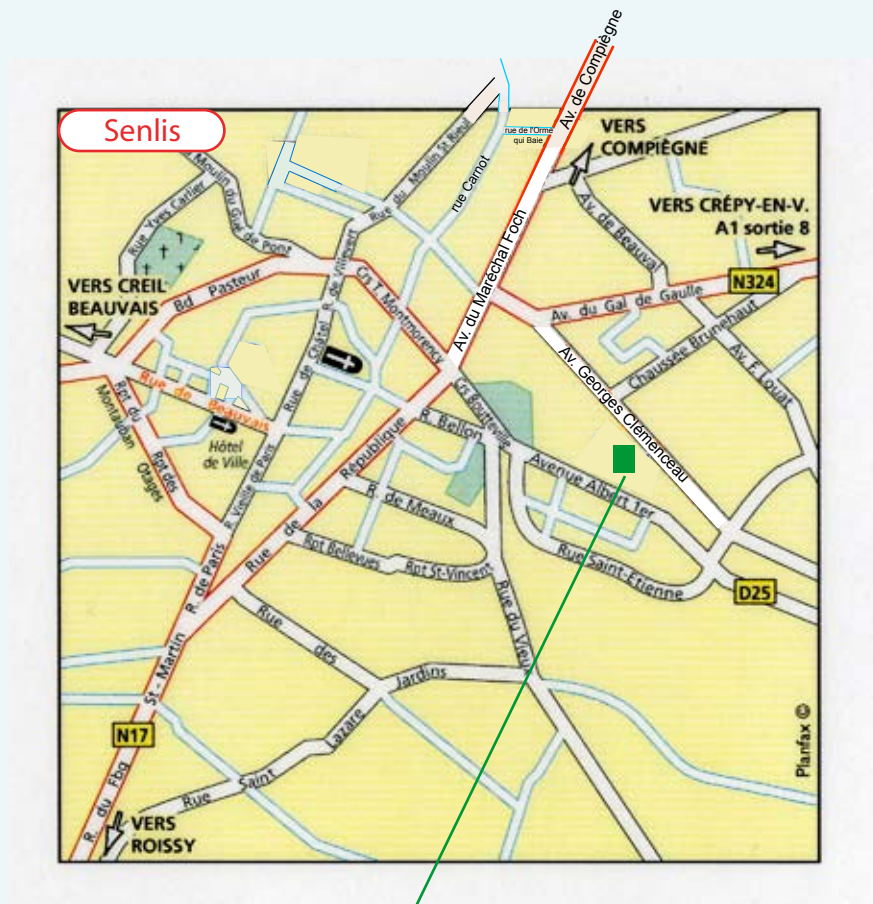 Senlis
Av. de Compiègne
rue de l'Orme
qui Baie
VERS
COMPIÈGNE
VERS CRÉPY-EN-V.
A1 sortie 8
N324
Rue du Moulin St Rieul
rue Carnot
Moulin du Gué de Pont
Rue Yves Cartier
Av. de Beauval
Av. du Maréchal Foch
Av. du Gal de Gaulle
Chaussée Brunehaut
Av. F. Louat
Av. Georges Clémenceau
VERS CREIL
BEAUVAIS
Bd Pasteur
R. de Villevert
Crs T. Montmorency
Rue de Châtel
Rue de Beauvais
Rpt du
Montauban
Rpt des
Otages
Hôtel
de Ville
R. Vieille de Paris
Crs Boutteville
R. Bellon
Rue de la République
R. de Meaux
Avenue Albert 1er
Rpt Bellevues
Rpt St-Vincent
Rue Saint-Etienne
D25
R. de Paris
Rue du Vieux
Rue des Jardins
Rue Saint Lazare
R. du Fbg St-Martin
N17
VERS
ROISSY
Planfax ©